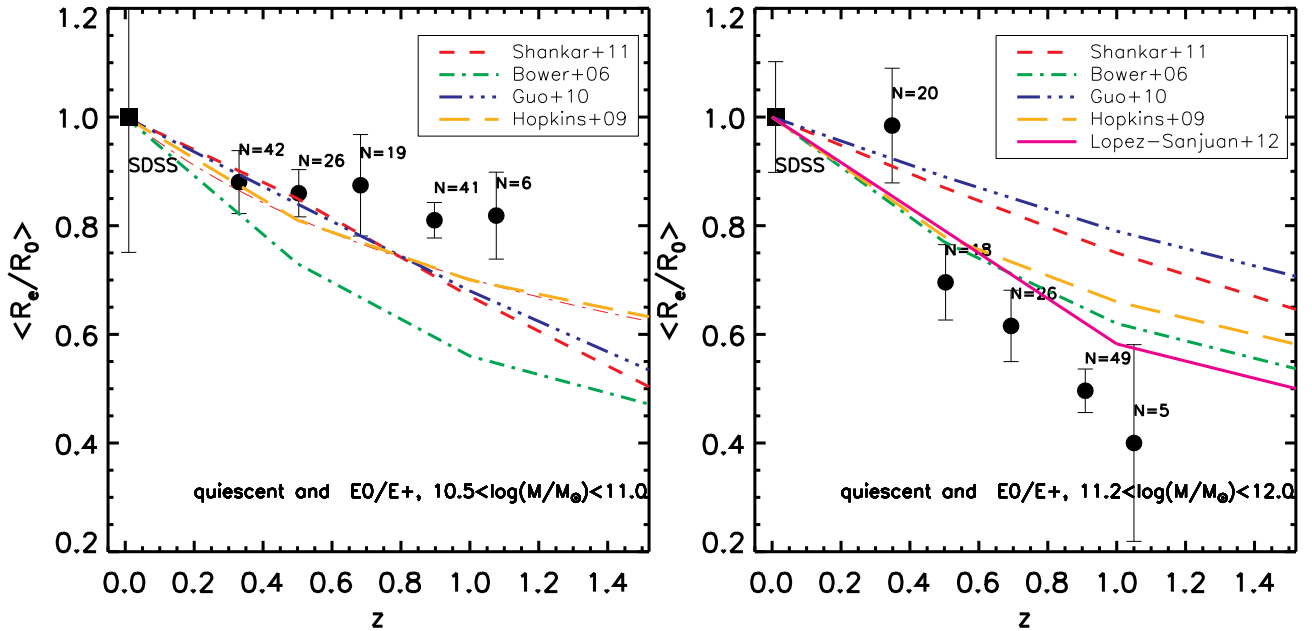 1.2
1.0
0.8
0.6
0.4
0.2
<R_e/R_0>
Shankar+11
Bower+06
Guo+10
Hopkins+09
SDSS
N=42
N=26
N=19
N=41
N=6
quiescent and E0/E+, 10.5<log(M/M⊙)<11.0
0.0 0.2 0.4 0.6 0.8 1.0 1.2 1.4
z
1.2
1.0
0.8
0.6
0.4
0.2
<R_e/R_0>
Shankar+11
Bower+06
Guo+10
Hopkins+09
Lopez-Sanjuan+12
SDSS
N=20
N=18
N=26
N=49
N=5
quiescent and E0/E+, 11.2<log(M/M⊙)<12.0
0.0 0.2 0.4 0.6 0.8 1.0 1.2 1.4
z